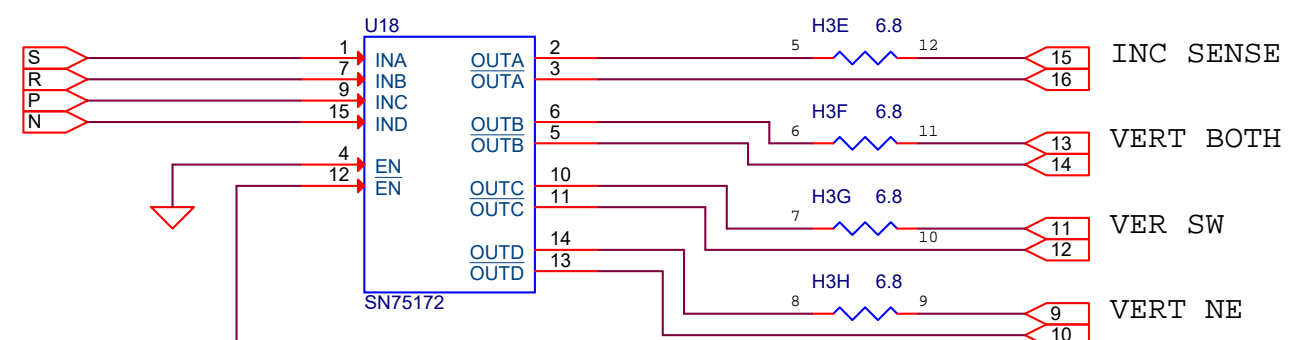 U18 H3E 6.8
S 1 INA OUTA 2 5 12 15 INC SENSE
R 7 INB OUTA 3 16
P 9 INC H3F 6.8
N 15 IND OUTB 6 6 11 13 VERT BOTH
OUTB 5 14
4 EN
12 EN OUTC 10 H3G 6.8
OUTC 11 7 10 11 VER SW
12
OUTD 14
OUTD 13 H3H 6.8
SN75172 8 9 9 VERT NE
10